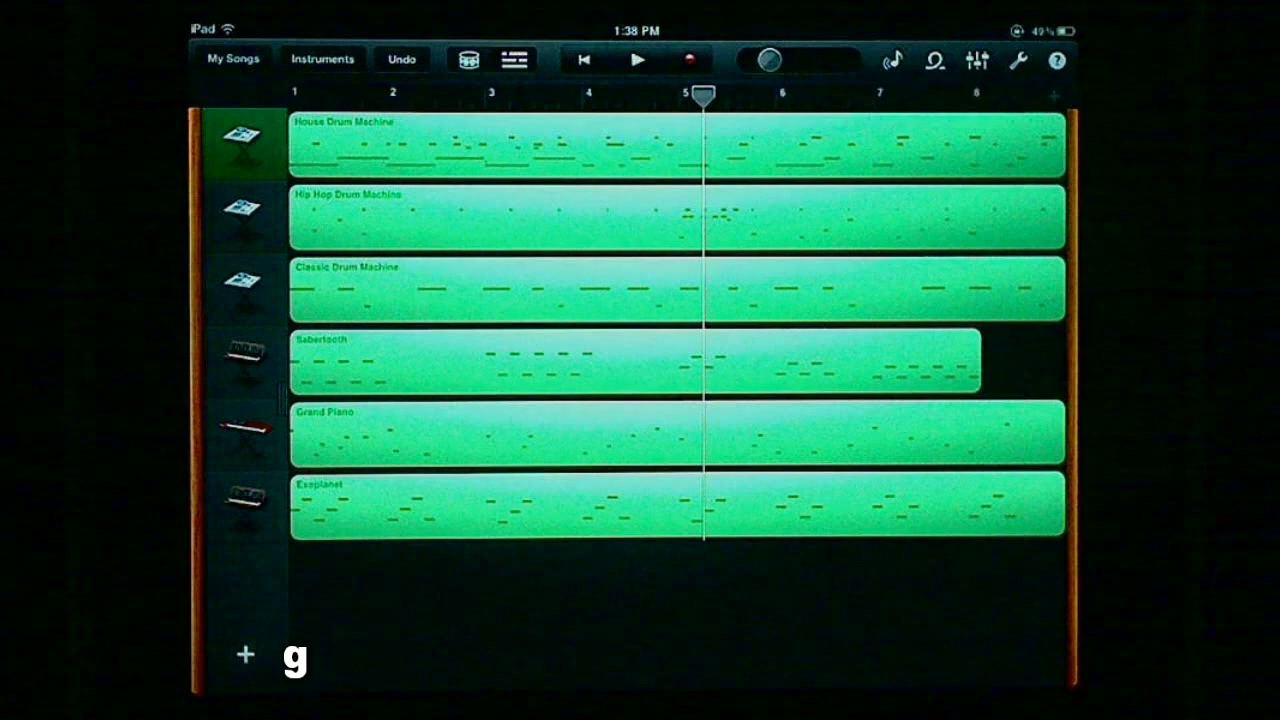 iPad 1:38 PM 49%
My Songs Instruments Undo ?
1 2 3 4 5 6 7 8
House Drum Machine
Hip Hop Drum Machine
Classic Drum Machine
Sabertooth
Grand Piano
Exoplanet
g